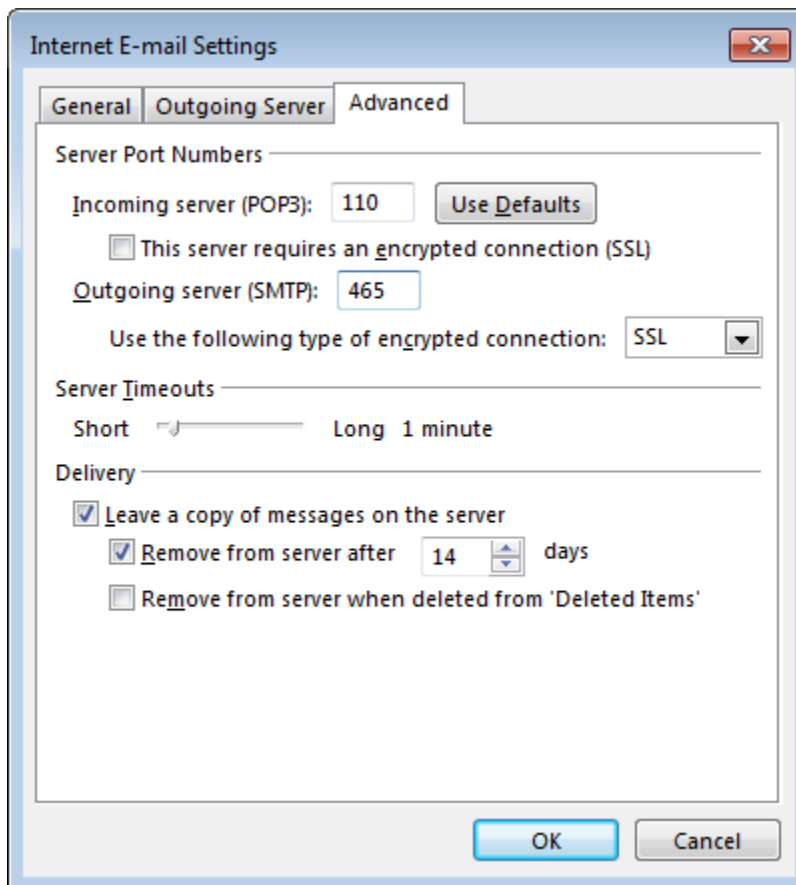 Internet E-mail Settings
General Outgoing Server Advanced
Server Port Numbers
Incoming server (POP3): 110 Use Defaults
This server requires an encrypted connection (SSL)
Outgoing server (SMTP): 465
Use the following type of encrypted connection: SSL
Server Timeouts
Short Long 1 minute
Delivery
Leave a copy of messages on the server
Remove from server after 14 days
Remove from server when deleted from 'Deleted Items'
OK Cancel